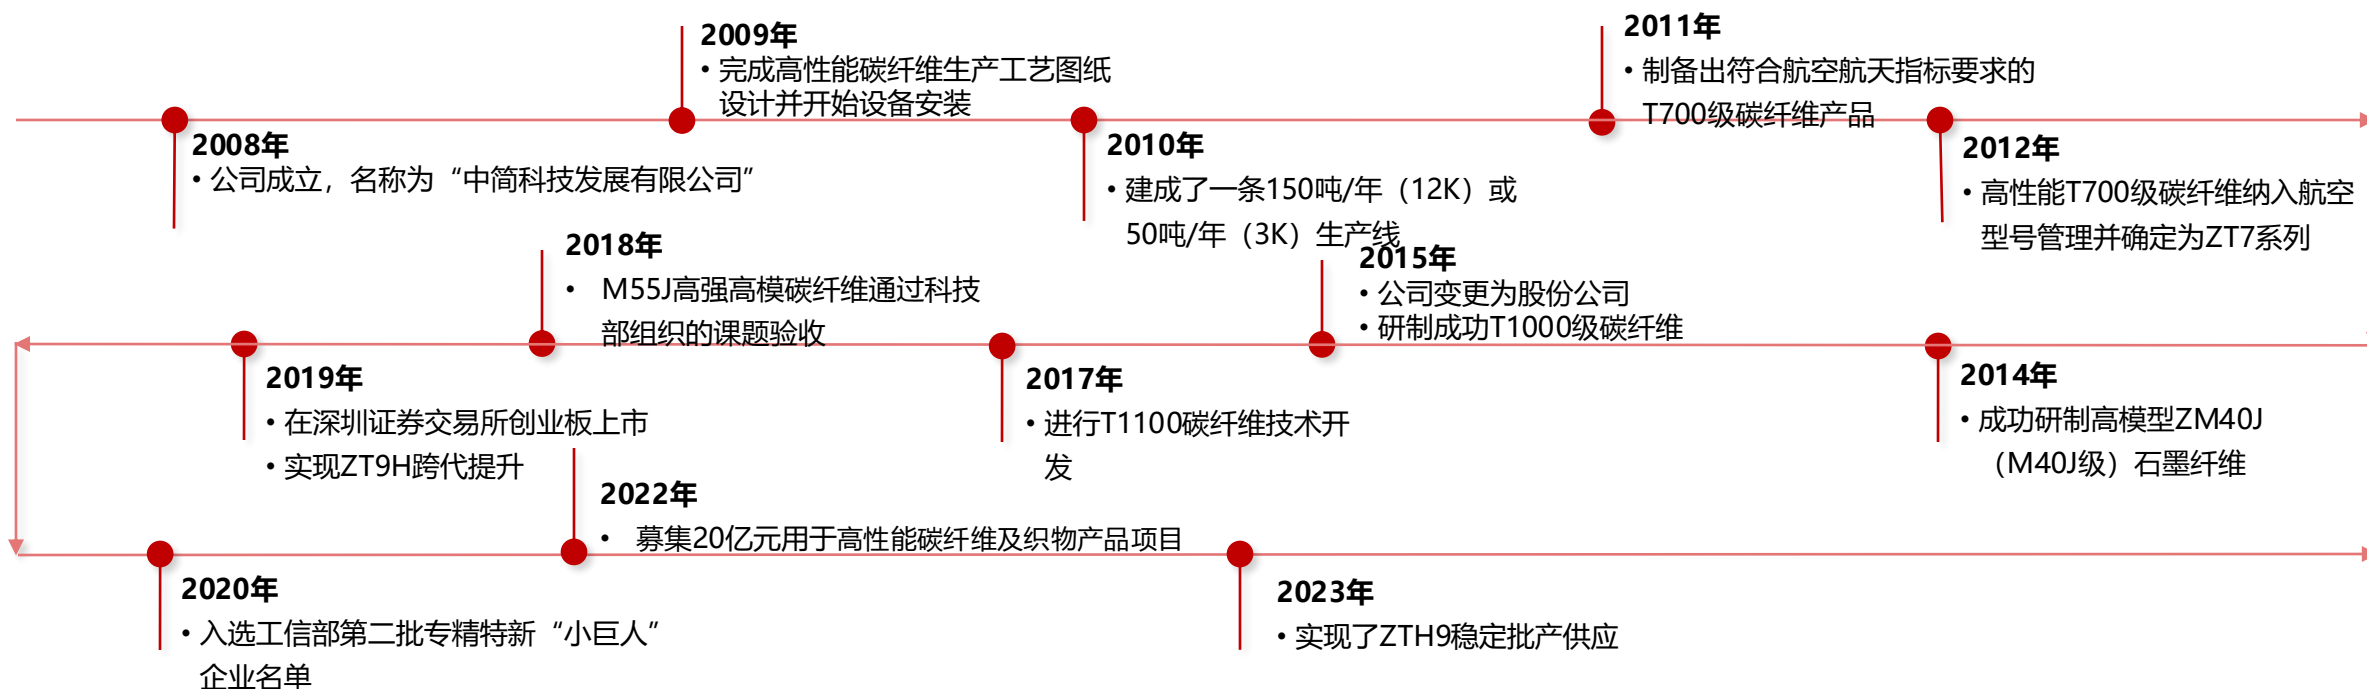 2008年
• 公司成立，名称为“中简科技发展有限公司”
2009年
• 完成高性能碳纤维生产工艺图纸
设计并开始设备安装
2010年
• 建成了一条150吨/年（12K）或
50吨/年（3K）生产线
2011年
• 制备出符合航空航天指标要求的
T700级碳纤维产品
2012年
• 高性能T700级碳纤维纳入航空
型号管理并确定为ZT7系列
2014年
• 成功研制高模型ZM40J
（M40J级）石墨纤维
2015年
• 公司变更为股份公司
• 研制成功T1000级碳纤维
2017年
• 进行T1100碳纤维技术开
发
2018年
• M55J高强高模碳纤维通过科技
部组织的课题验收
2019年
• 在深圳证券交易所创业板上市
• 实现ZT9H跨代提升
2020年
• 入选工信部第二批专精特新“小巨人”
企业名单
2022年
• 募集20亿元用于高性能碳纤维及织物产品项目
2023年
• 实现了ZTH9稳定批产供应